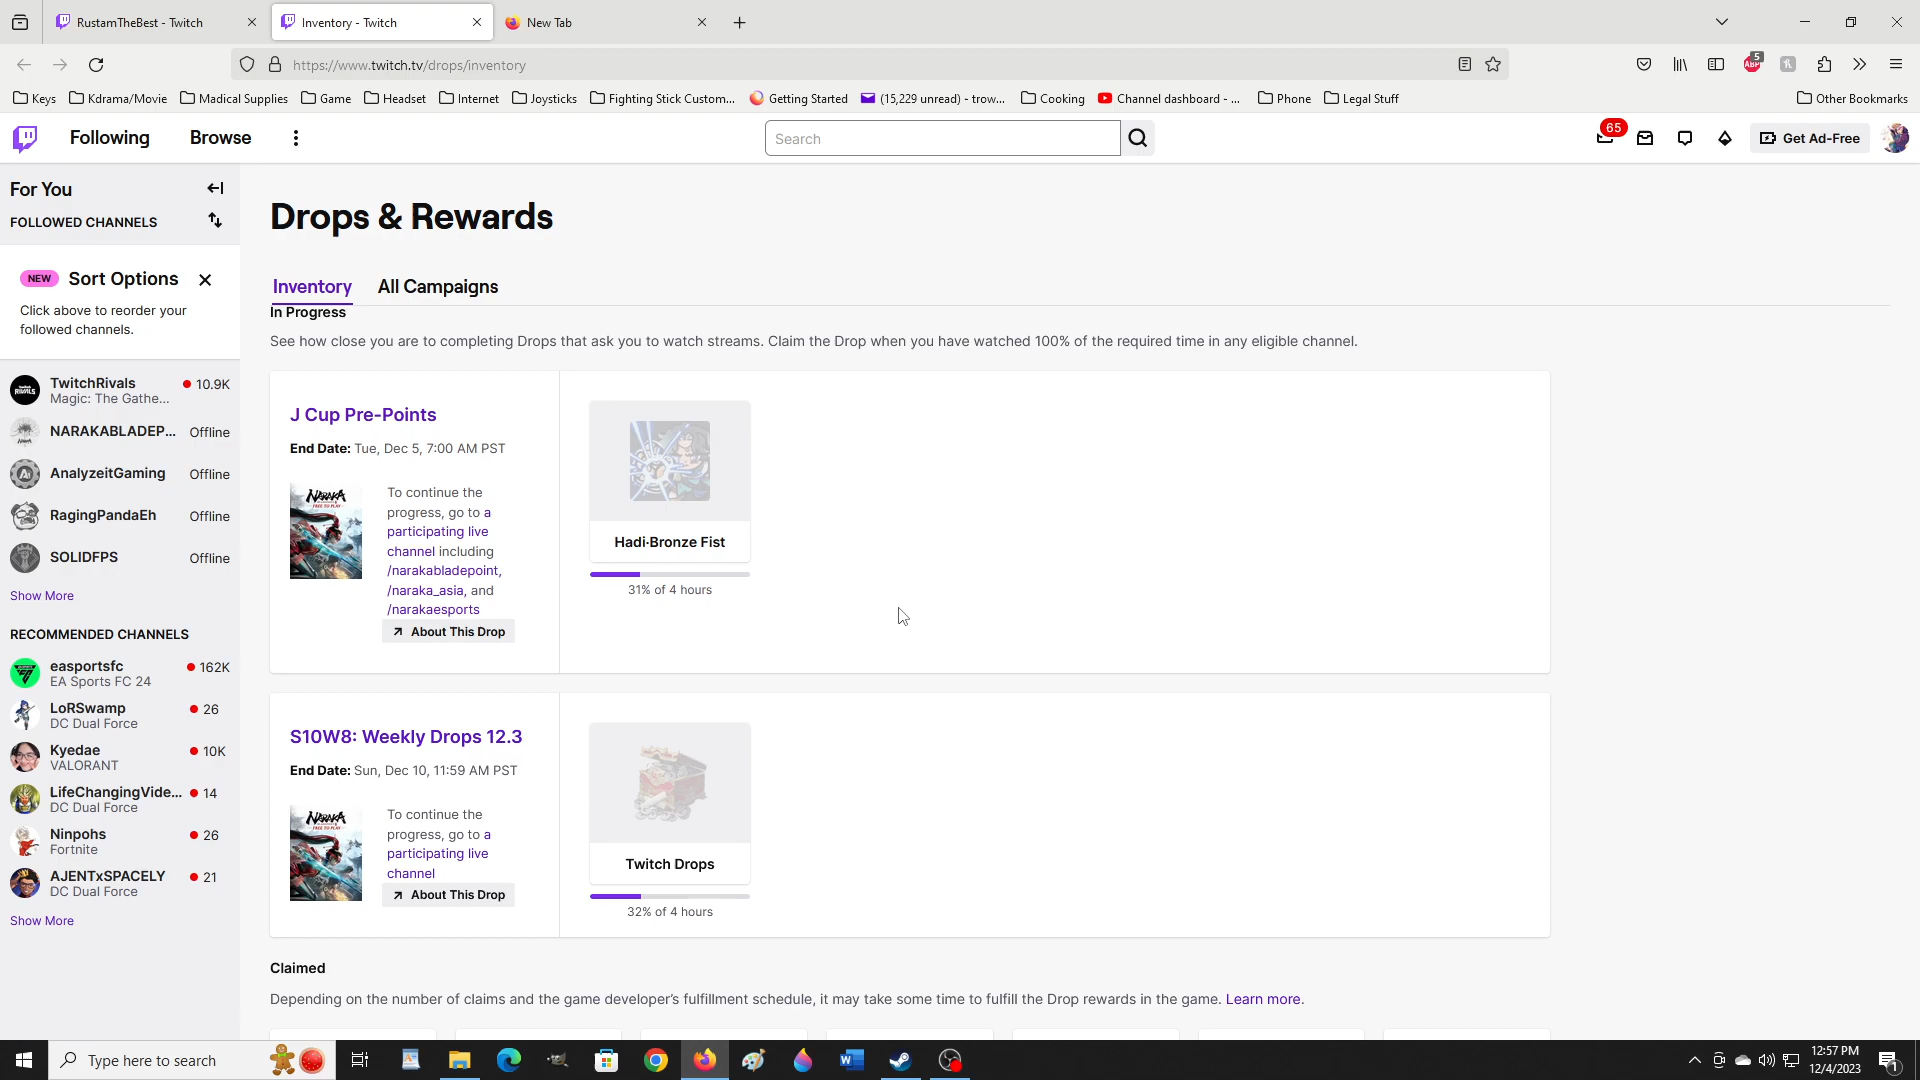 RustamTheBest - Twitch
Inventory - Twitch
New Tab
https://www.twitch.tv/drops/inventory
5
ABP
Keys
Kdrama/Movie
Madical Supplies
Game
Headset
Internet
Joysticks
Fighting Stick Custom...
Getting Started
(15,229 unread) - trow...
Cooking
Channel dashboard - ...
Phone
Legal Stuff
Other Bookmarks
Following
Browse
Search
65
Get Ad-Free
For You
FOLLOWED CHANNELS
NEW Sort Options
Click above to reorder your
followed channels.
TwitchRivals 10.9K
Magic: The Gathe...
NARAKABLADEP... Offline
AnalyzeitGaming Offline
RagingPandaEh Offline
SOLIDFPS Offline
Show More
RECOMMENDED CHANNELS
easportsfc 162K
EA Sports FC 24
LoRSwamp 26
DC Dual Force
Kyedae 10K
VALORANT
LifeChangingVide... 14
DC Dual Force
Ninpohs 26
Fortnite
AJENTxSPACELY 21
DC Dual Force
Show More
Drops & Rewards
Inventory
All Campaigns
In Progress
See how close you are to completing Drops that ask you to watch streams. Claim the Drop when you have watched 100% of the required time in any eligible channel.
J Cup Pre-Points
End Date: Tue, Dec 5, 7:00 AM PST
NARAKA
FREE TO PLAY
To continue the
progress, go to a
participating live
channel including
/narakabladepoint,
/naraka_asia, and
/narakaesports
About This Drop
Hadi·Bronze Fist
31% of 4 hours
S10W8: Weekly Drops 12.3
End Date: Sun, Dec 10, 11:59 AM PST
NARAKA
FREE TO PLAY
To continue the
progress, go to a
participating live
channel
About This Drop
Twitch Drops
32% of 4 hours
Claimed
Depending on the number of claims and the game developer's fulfillment schedule, it may take some time to fulfill the Drop rewards in the game. Learn more.
Type here to search
12:57 PM
12/4/2023
1